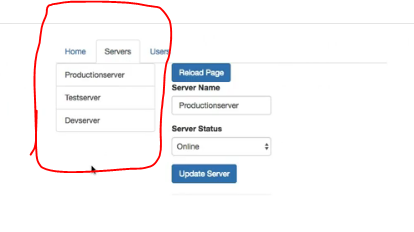 Home Servers Users
Productionserver
Testserver
Devserver
Reload Page
Server Name
Productionserver
Server Status
Online
Update Server